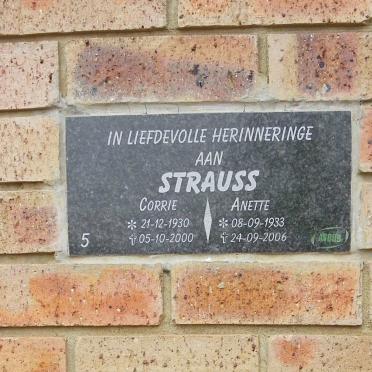 IN LIEFDEVOLLE HERINNERINGE
AAN
STRAUSS
CORRIE ANETTE
* 21-12-1930 * 08-09-1933
✝ 05-10-2000 ✝ 24-09-2006
5